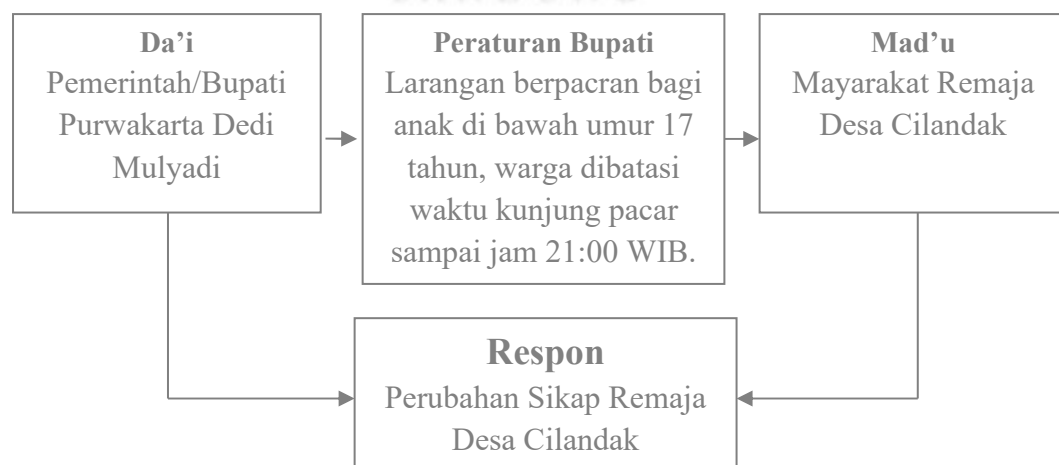 Da’i
Pemerintah/Bupati
Purwakarta Dedi
Mulyadi
Peraturan Bupati
Larangan berpacran bagi
anak di bawah umur 17
tahun, warga dibatasi
waktu kunjung pacar
sampai jam 21:00 WIB.
Mad’u
Mayarakat Remaja
Desa Cilandak
Respon
Perubahan Sikap Remaja
Desa Cilandak